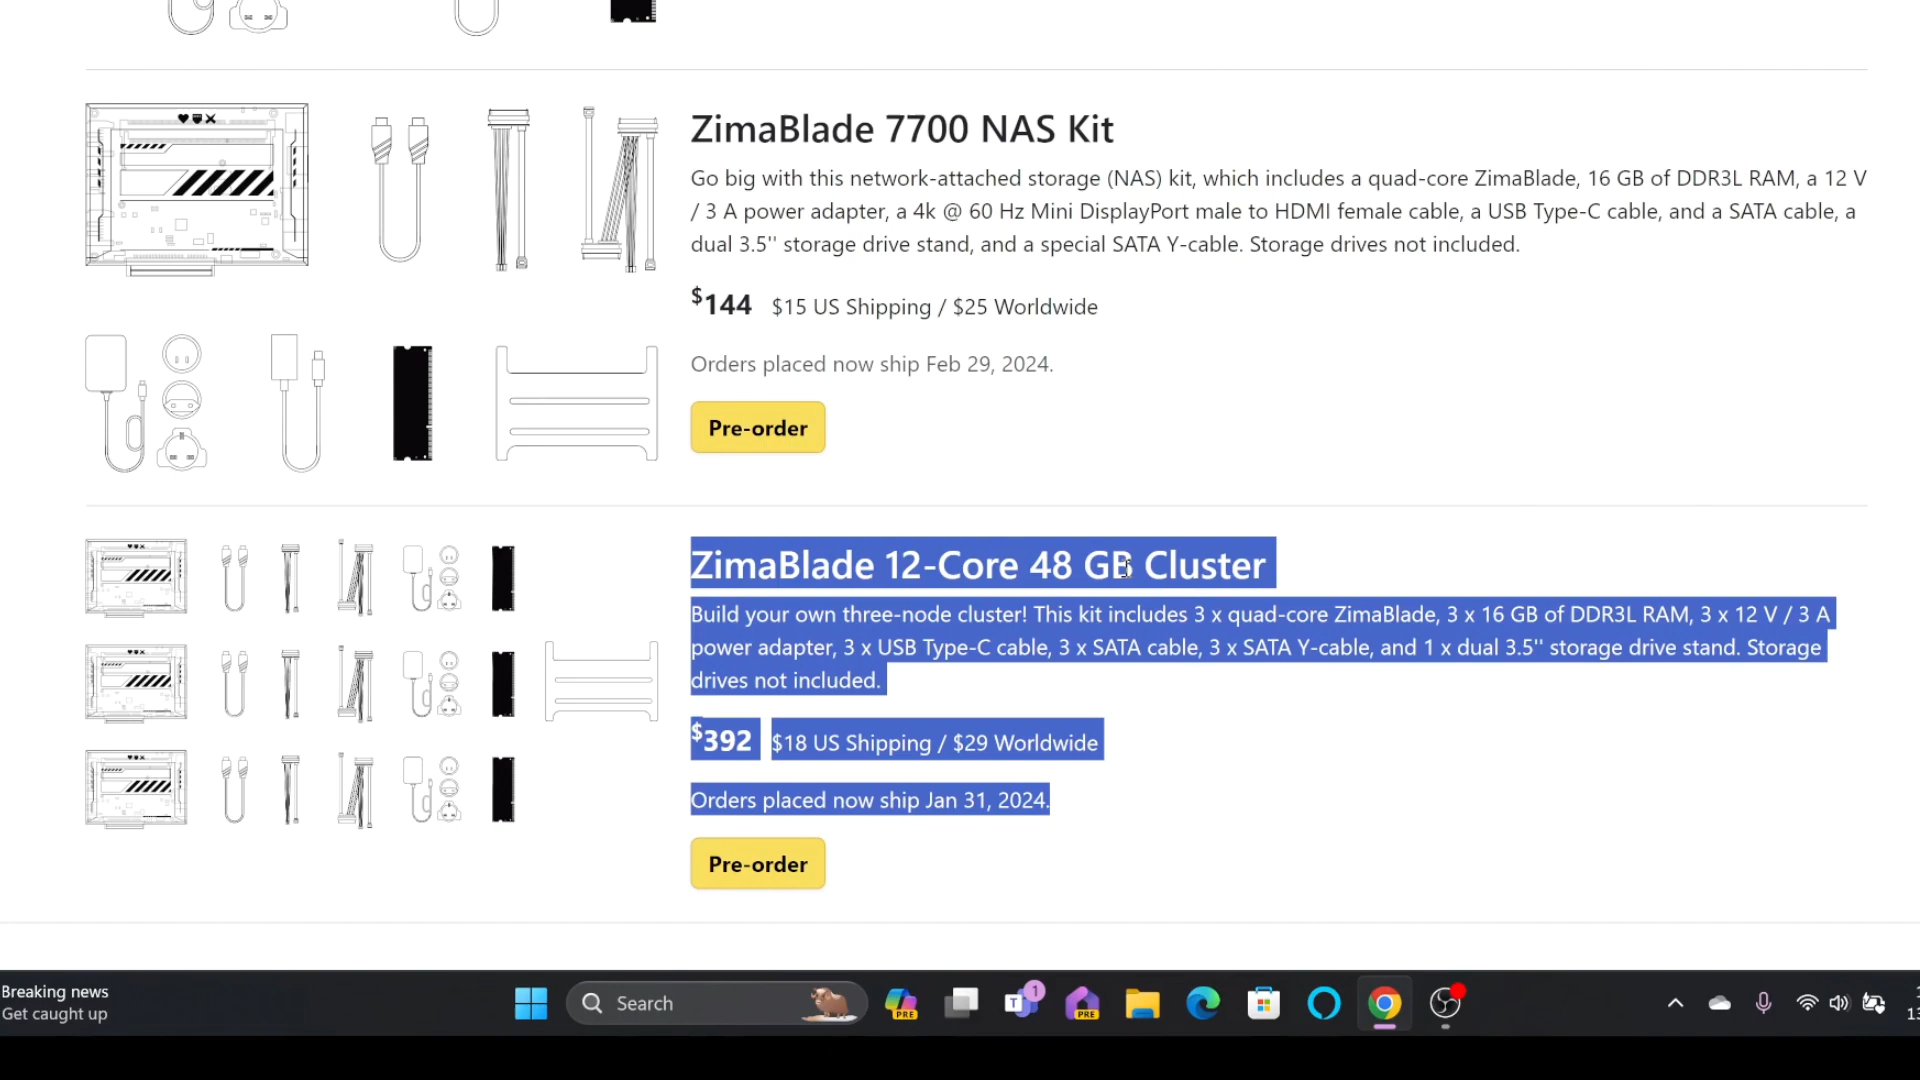 ZimaBlade 7700 NAS Kit
Go big with this network-attached storage (NAS) kit, which includes a quad-core ZimaBlade, 16 GB of DDR3L RAM, a 12 V
/ 3 A power adapter, a 4k @ 60 Hz Mini DisplayPort male to HDMI female cable, a USB Type-C cable, and a SATA cable, a
dual 3.5'' storage drive stand, and a special SATA Y-cable. Storage drives not included.
$144 $15 US Shipping / $25 Worldwide
Orders placed now ship Feb 29, 2024.
Pre-order
ZimaBlade 12-Core 48 GB Cluster
Build your own three-node cluster! This kit includes 3 x quad-core ZimaBlade, 3 x 16 GB of DDR3L RAM, 3 x 12 V / 3 A
power adapter, 3 x USB Type-C cable, 3 x SATA cable, 3 x SATA Y-cable, and 1 x dual 3.5'' storage drive stand. Storage
drives not included.
$392 $18 US Shipping / $29 Worldwide
Orders placed now ship Jan 31, 2024.
Pre-order
Breaking news
Get caught up
Search
PRE
T
1
PRE